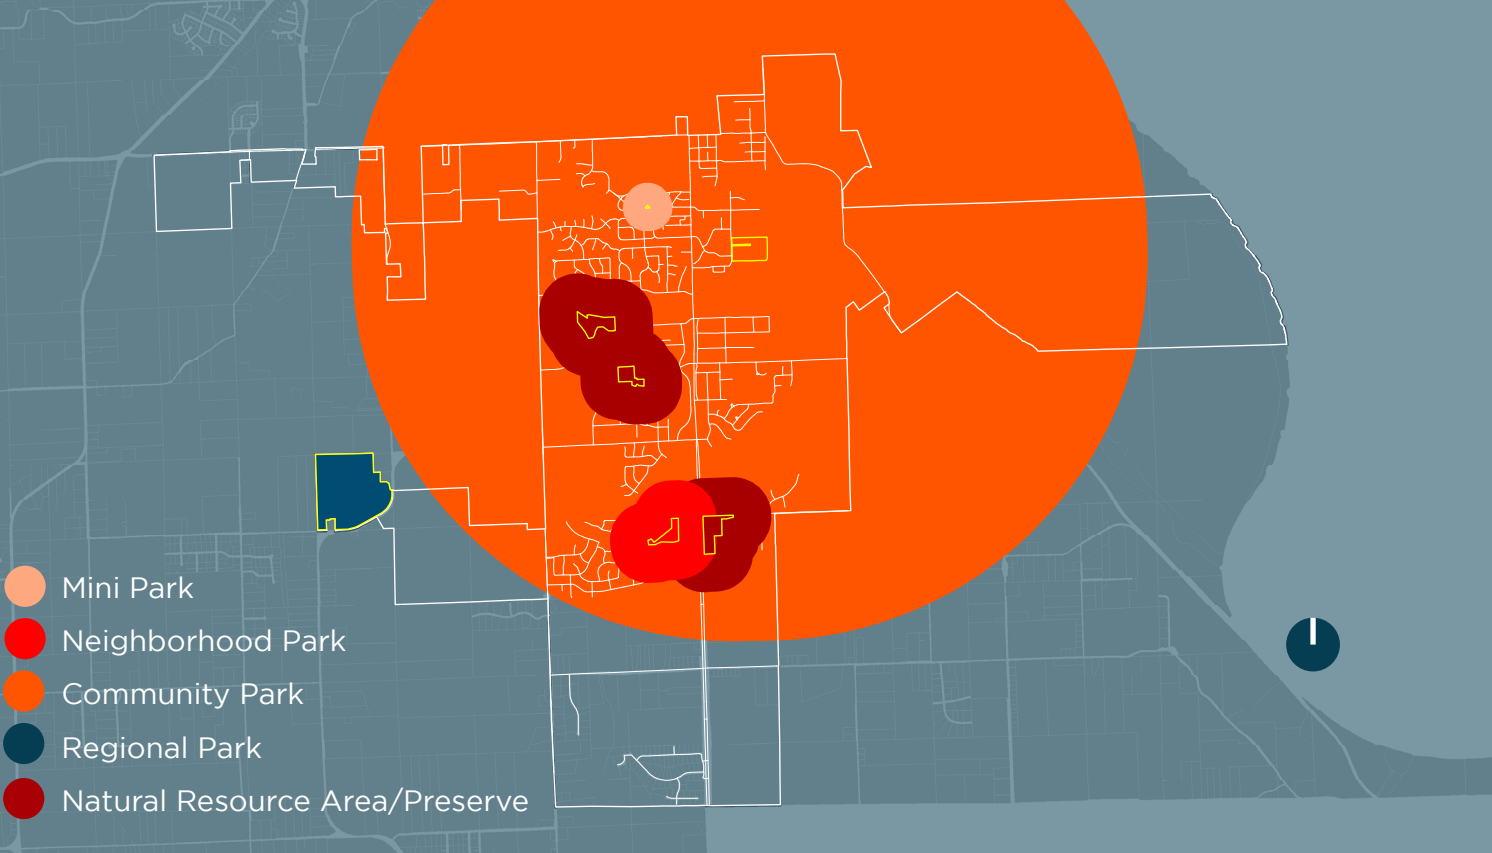 Mini Park
Neighborhood Park
Community Park
Regional Park
Natural Resource Area/Preserve